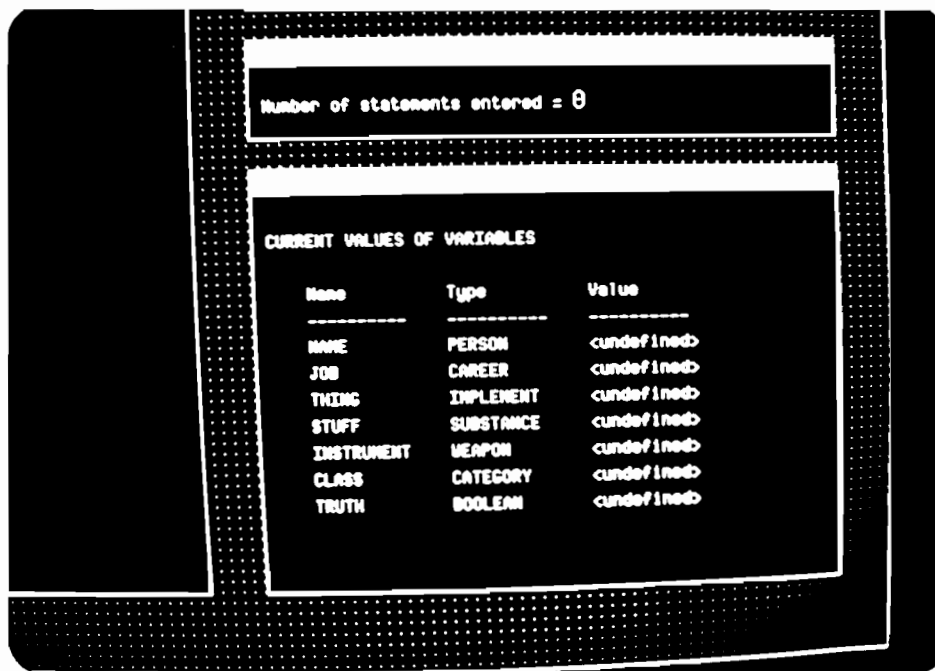 Number of statements entered = 0
CURRENT VALUES OF VARIABLES
Name Type Value
---------- ---------- ----------
NAME PERSON <undefined>
JOB CAREER <undefined>
THING IMPLEMENT <undefined>
STUFF SUBSTANCE <undefined>
INSTRUMENT WEAPON <undefined>
CLASS CATEGORY <undefined>
TRUTH BOOLEAN <undefined>